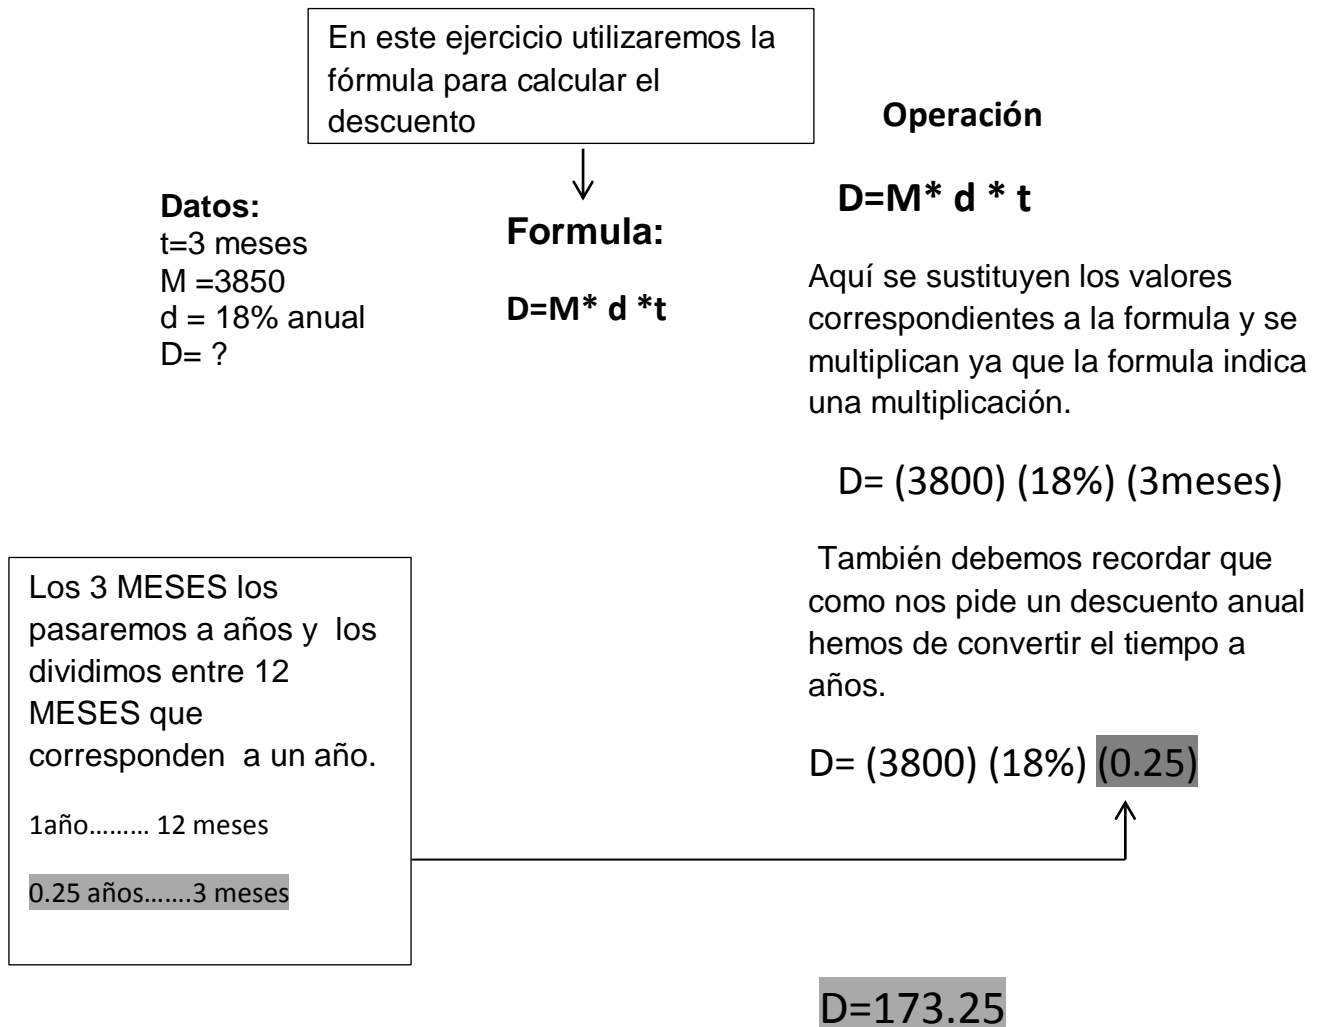 En este ejercicio utilizaremos la
fórmula para calcular el
descuento
Datos:
t=3 meses
M =3850
d = 18% anual
D= ?
Formula:
D=M* d *t
Operación
D=M* d * t
Aquí se sustituyen los valores
correspondientes a la formula y se
multiplican ya que la formula indica
una multiplicación.
D= (3800) (18%) (3meses)
También debemos recordar que
como nos pide un descuento anual
hemos de convertir el tiempo a
años.
D= (3800) (18%) (0.25)
Los 3 MESES los
pasaremos a años y  los
dividimos entre 12
MESES que
corresponden  a un año.
1año……… 12 meses
0.25 años…….3 meses
D=173.25